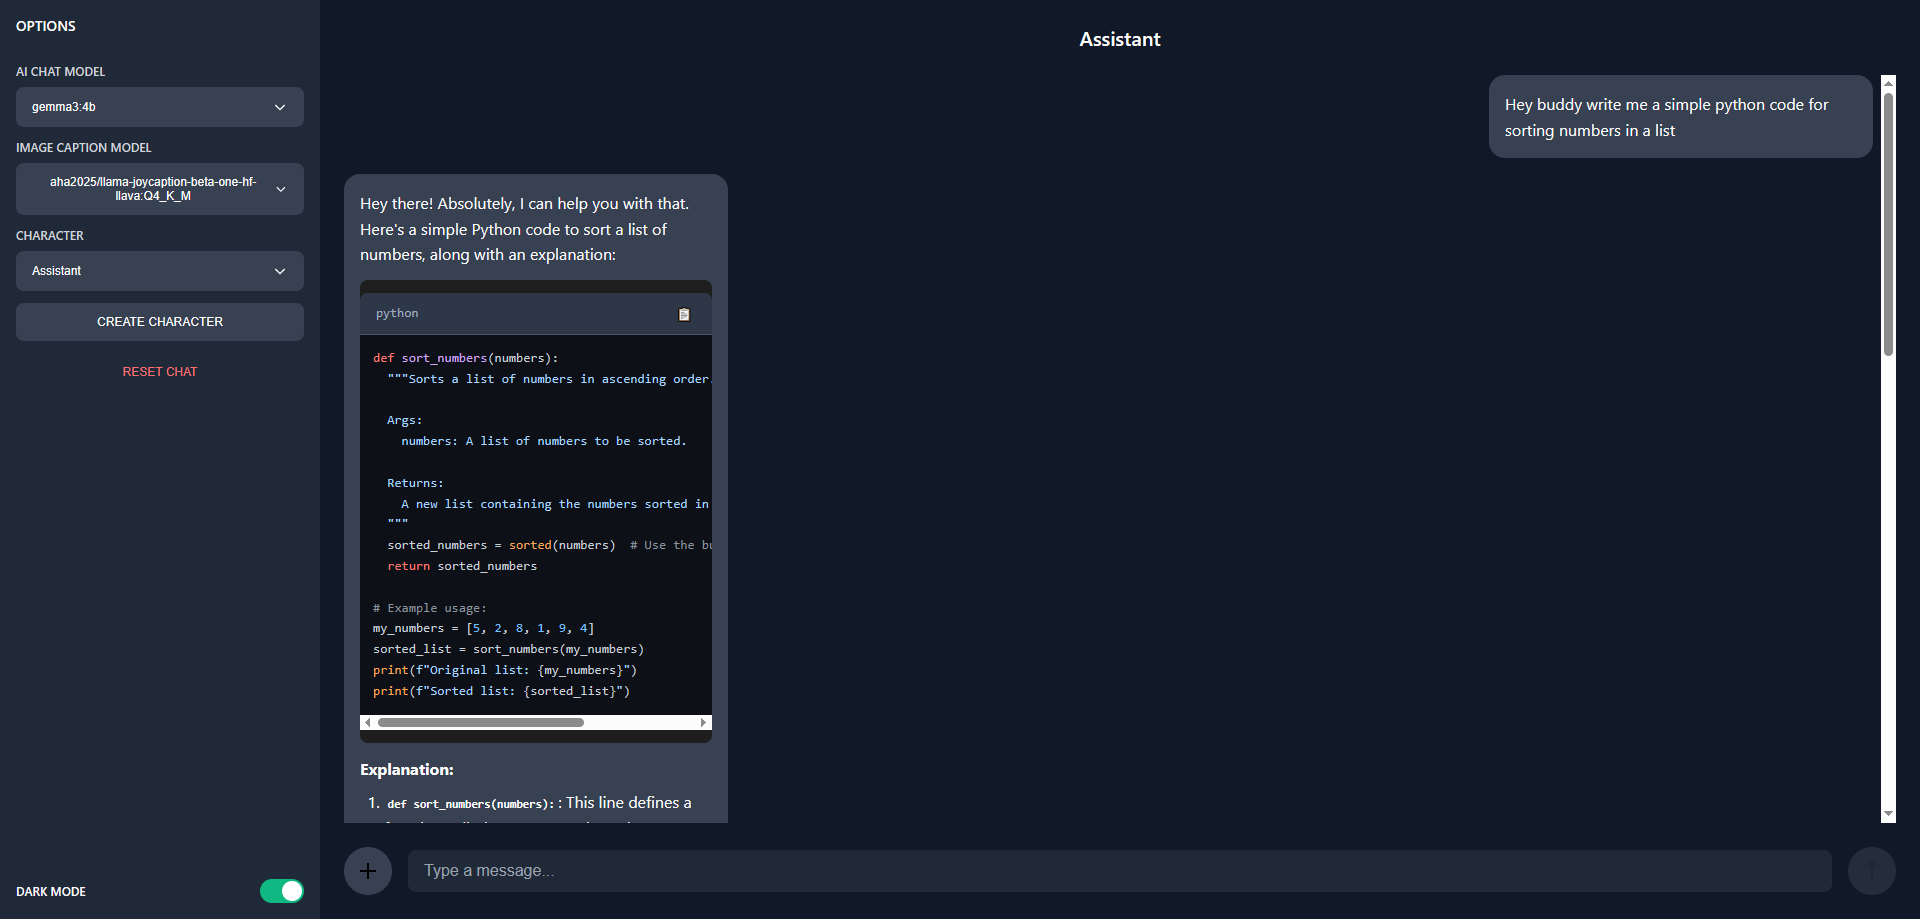 OPTIONS
AI CHAT MODEL
gemma3:4b
IMAGE CAPTION MODEL
aha2025/llama-joycaption-beta-one-hf-
llava:Q4_K_M
CHARACTER
Assistant
CREATE CHARACTER
RESET CHAT
DARK MODE
Assistant
Hey buddy write me a simple python code for
sorting numbers in a list
Hey there! Absolutely, I can help you with that.
Here's a simple Python code to sort a list of
numbers, along with an explanation:
python
def sort_numbers(numbers):
"""Sorts a list of numbers in ascending order.
Args:
numbers: A list of numbers to be sorted.
Returns:
A new list containing the numbers sorted in
"""
sorted_numbers = sorted(numbers)  # Use the bu
return sorted_numbers
# Example usage:
my_numbers = [5, 2, 8, 1, 9, 4]
sorted_list = sort_numbers(my_numbers)
print(f"Original list: {my_numbers}")
print(f"Sorted list: {sorted_list}")
Explanation:
1. def sort_numbers(numbers): : This line defines a
Type a message...